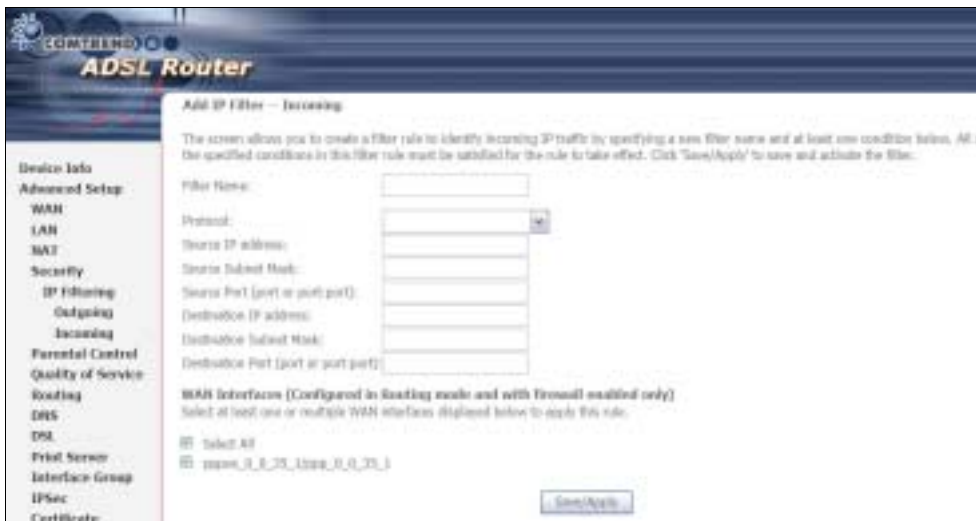 COMTREND
ADSL Router
Add IP Filter -- Incoming
The screen allows you to create a filter rule to identify incoming IP traffic by specifying a new filter name and at least one condition below. All
the specified conditions in this filter rule must be satisfied for the rule to take effect. Click 'Save/Apply' to save and activate the filter.
Device Info
Advanced Setup
WAN
LAN
NAT
Security
IP Filtering
Outgoing
Incoming
Parental Control
Quality of Service
Routing
DNS
DSL
Print Server
Interface Group
IPSec
Certificate
Filter Name:
Protocol:
Source IP address:
Source Subnet Mask:
Source Port (port or port:port):
Destination IP address:
Destination Subnet Mask:
Destination Port (port or port:port):
WAN Interfaces (Configured in Routing mode and with firewall enabled only)
Select at least one or multiple WAN interfaces displayed below to apply this rule.
Select All
pppoe_0_0_35_1/ppp_0_0_35_1
Save/Apply